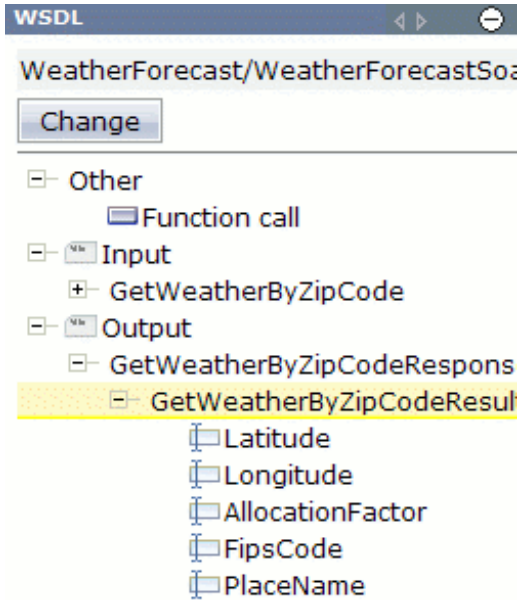 WSDL
WeatherForecast/WeatherForecastSoa
Change
Other
Function call
Input
GetWeatherByZipCode
Output
GetWeatherByZipCodeRespons
GetWeatherByZipCodeResult
Latitude
Longitude
AllocationFactor
FipsCode
PlaceName